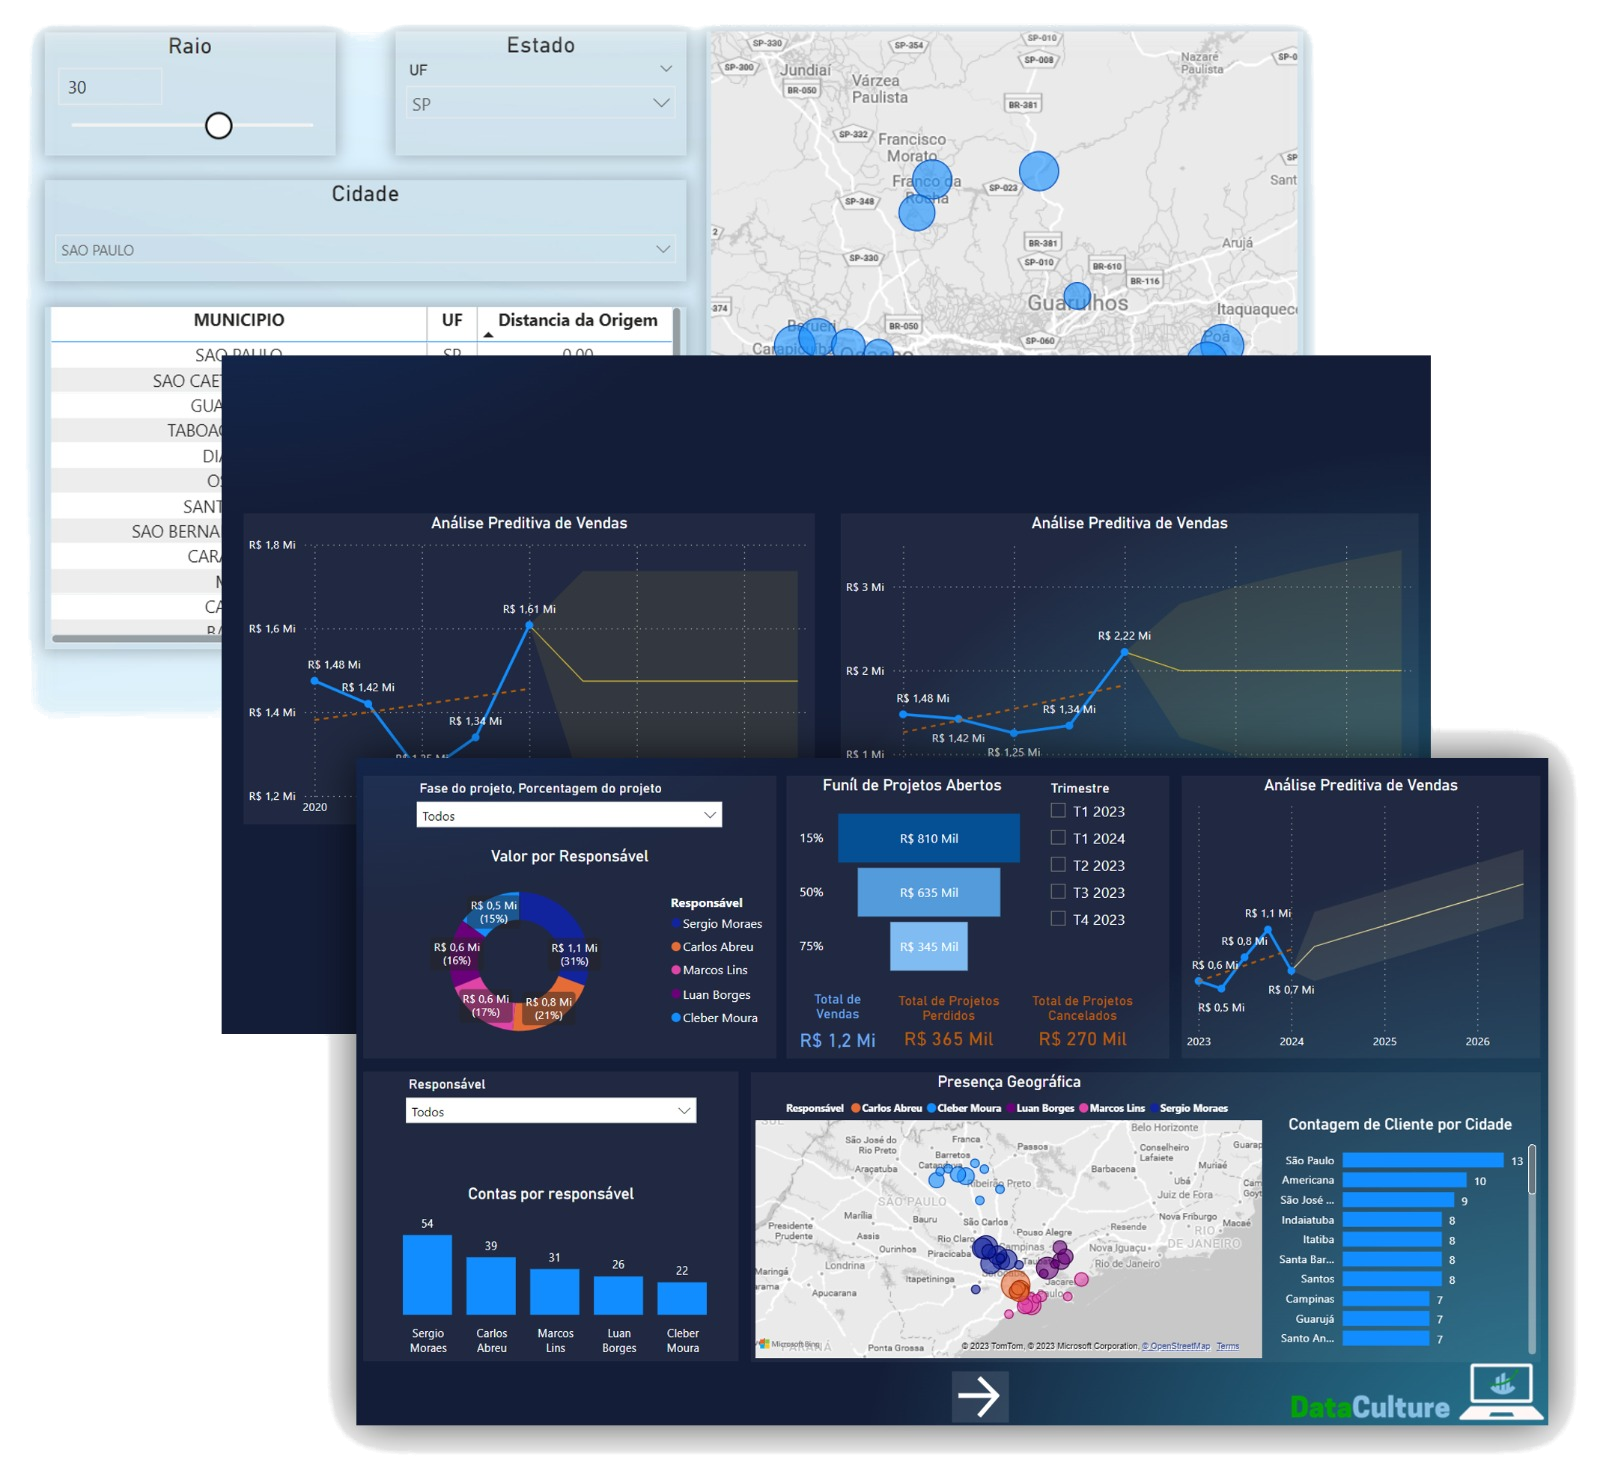 Raio
30
Estado
UF
SP
Cidade
SAO PAULO
MUNICIPIO UF Distancia da Origem
SAO PAULO SP 0,00
SAO CAE
GUA
TABOA
DI
O
SANT
SAO BERNA
CAR
CA
SP-330
SP-354
SP-010
SP-300
Jundiaí
SP-008
Nazaré
Paulista
SP-0
BR-050
Várzea
Paulista
BR-381
SP-332
Francisco
Morato
SP
Franco da
Rocha
SP-023
Sant
SP-348
2
BR-381
Arujá
SP-330
SP-010
BR-610
BR-116
374
Guarulhos
Itaquaquec
Barueri
BR-050
SP-060
Poá
Carapicuíba
Osasco
Análise Preditiva de Vendas
R$ 1,8 Mi
R$ 1,6 Mi
R$ 1,4 Mi
R$ 1,2 Mi
R$ 1,48 Mi
R$ 1,42 Mi
R$ 1,25 Mi
R$ 1,34 Mi
R$ 1,61 Mi
2020
Análise Preditiva de Vendas
R$ 3 Mi
R$ 2 Mi
R$ 1 Mi
R$ 1,48 Mi
R$ 1,42 Mi
R$ 1,25 Mi
R$ 1,34 Mi
R$ 2,22 Mi
Fase do projeto, Porcentagem do projeto
Todos
Valor por Responsável
R$ 0,5 Mi
(15%)
R$ 0,6 Mi
(16%)
R$ 1,1 Mi
(31%)
R$ 0,6 Mi
(17%)
R$ 0,8 Mi
(21%)
Responsável
Sergio Moraes
Carlos Abreu
Marcos Lins
Luan Borges
Cleber Moura
Funíl de Projetos Abertos
15% R$ 810 Mil
50% R$ 635 Mil
75% R$ 345 Mil
Trimestre
T1 2023
T1 2024
T2 2023
T3 2023
T4 2023
Total de
Vendas
R$ 1,2 Mi
Total de Projetos
Perdidos
R$ 365 Mil
Total de Projetos
Cancelados
R$ 270 Mil
Análise Preditiva de Vendas
R$ 1,1 Mi
R$ 0,8 Mi
R$ 0,6 Mi
R$ 0,7 Mi
R$ 0,5 Mi
2023 2024 2025 2026
Responsável
Todos
Contas por responsável
54 39 31 26 22
Sergio
Moraes
Carlos
Abreu
Marcos
Lins
Luan
Borges
Cleber
Moura
Presença Geográfica
Responsável Carlos Abreu Cleber Moura Luan Borges Marcos Lins Sergio Moraes
SUL
Belo Horizonte
São José do
Rio Preto
Franca
Passos
Conselheiro
Lafaiete
Guarap
Barretos
Araçatuba
Catanduva
Barbacena
Muriaé
Ribeirão Preto
Ubá
Cam
Goyt
SÃO PAULO
Juiz de Fora
Marília
Bauru
São Carlos
Presidente
Prudente
Assis
Pouso Alegre
Resende
Nova Friburgo
Macaé
Rio Claro
RIO
DE JANEIRO
Ourinhos
Piracicaba
Campinas
Nova Iguaçu
Londrina
Rio de Janeiro
Maringá
Itapetininga
Sorocaba
Jacareí
Apucarana
Paulo
Microsoft Bing
PARANÁ
Ponta Grossa
© 2023 TomTom, © 2023 Microsoft Corporation, © OpenStreetMap Terms
Contagem de Cliente por Cidade
São Paulo 13
Americana 10
São José ... 9
Indaiatuba 8
Itatiba 8
Santa Bar... 8
Santos 8
Campinas 7
Guarujá 7
Santo An... 7
DataCulture